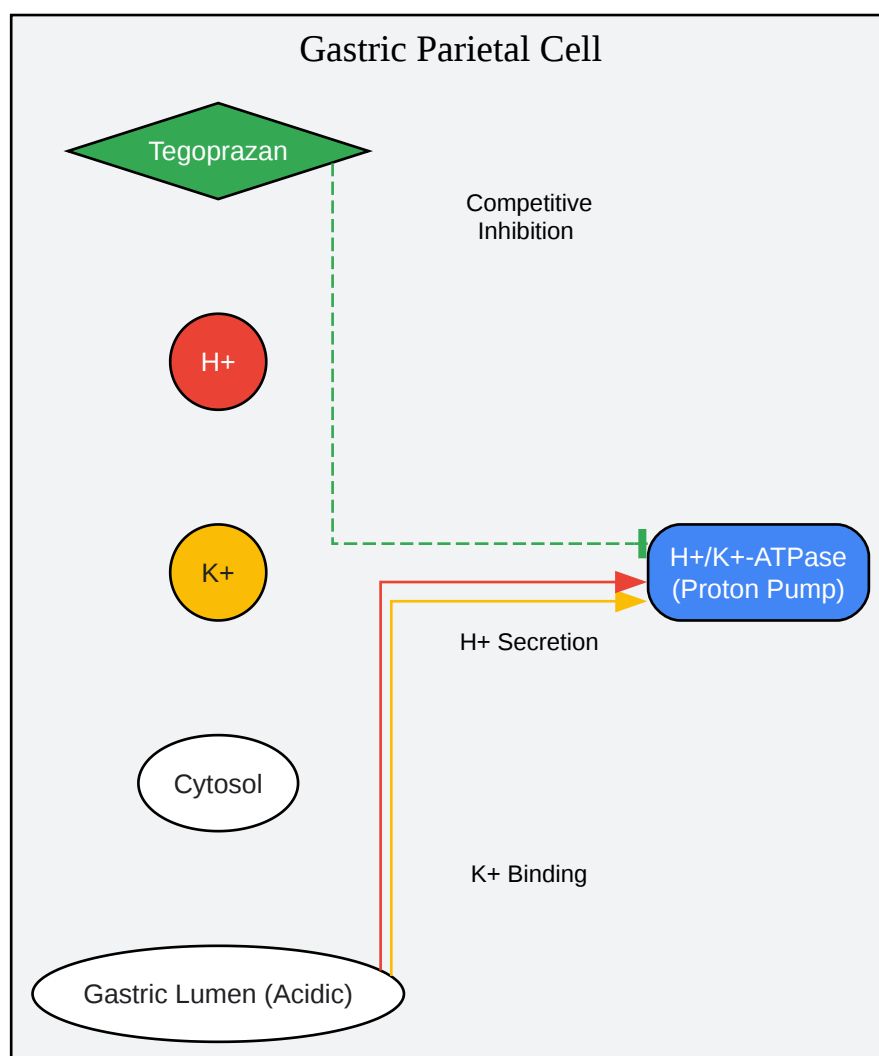 Gastric Parietal Cell
Tegoprazan
Competitive
Inhibition
H+
K+
H+/K+-ATPase
(Proton Pump)
H+ Secretion
Cytosol
K+ Binding
Gastric Lumen (Acidic)